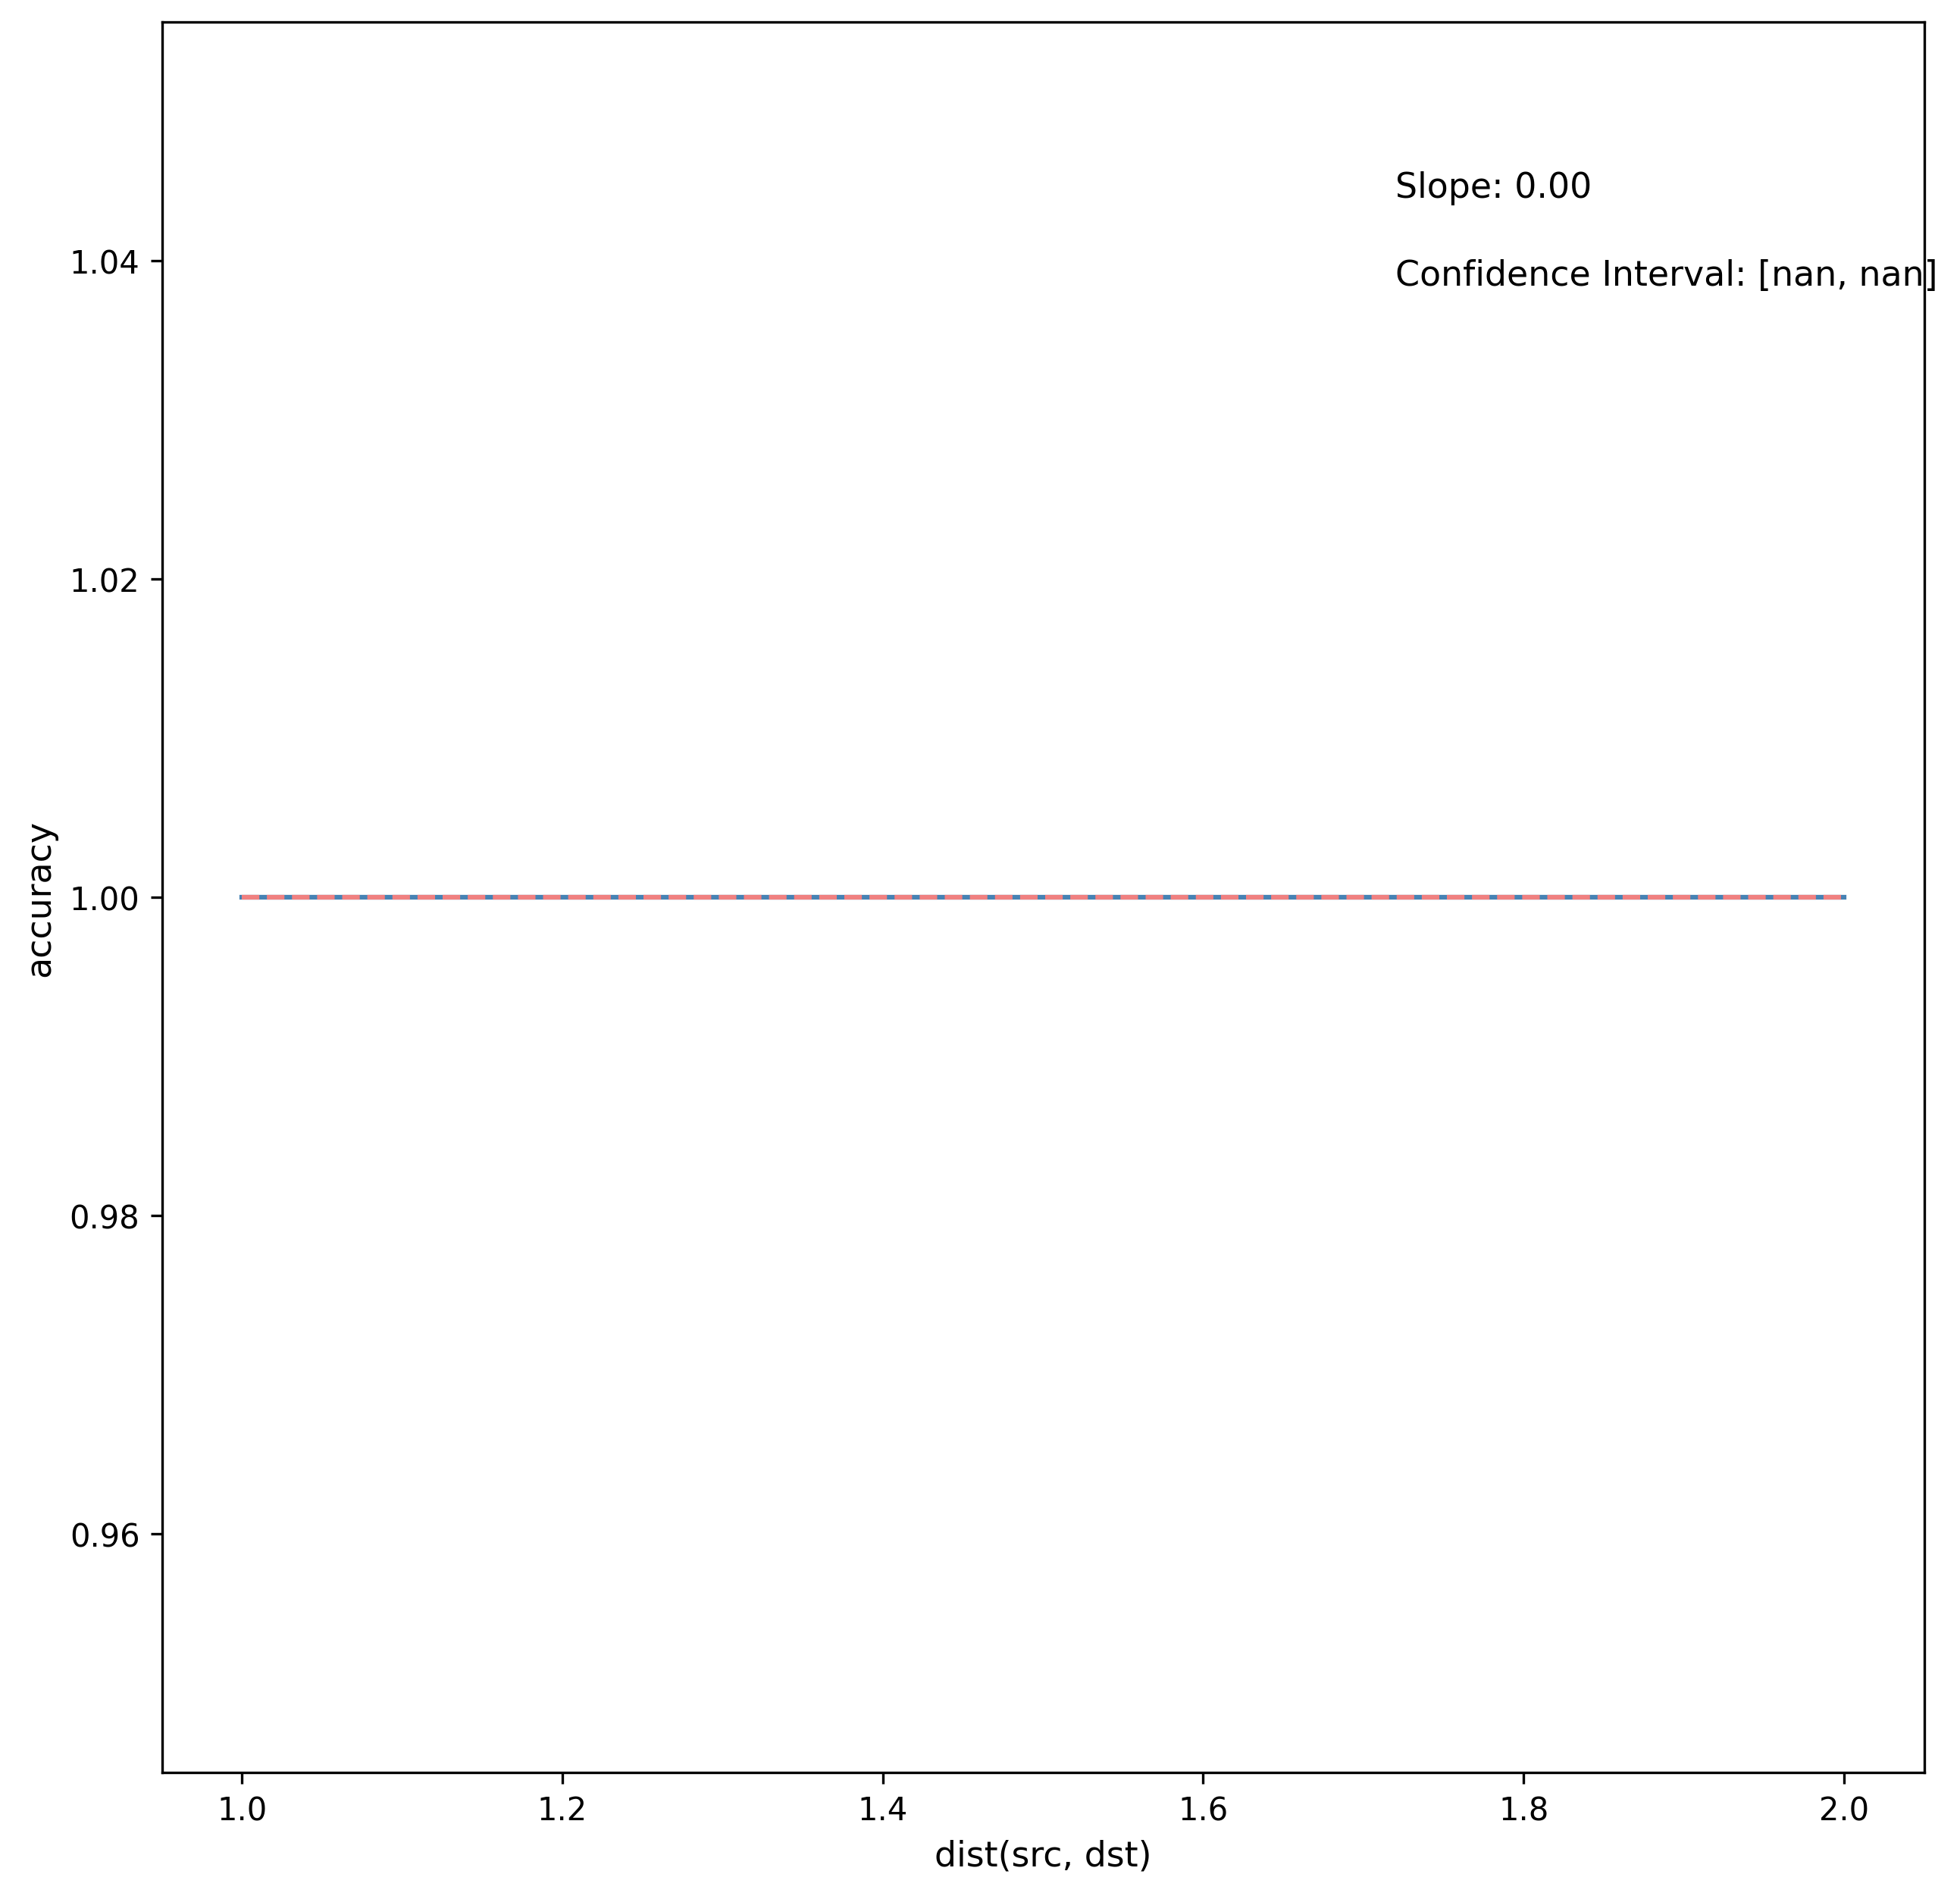 Slope: 0.00
Confidence Interval: [nan, nan]
1.04
1.02
1.00
0.98
0.96
accuracy
1.0 1.2 1.4 1.6 1.8 2.0
dist(src, dst)